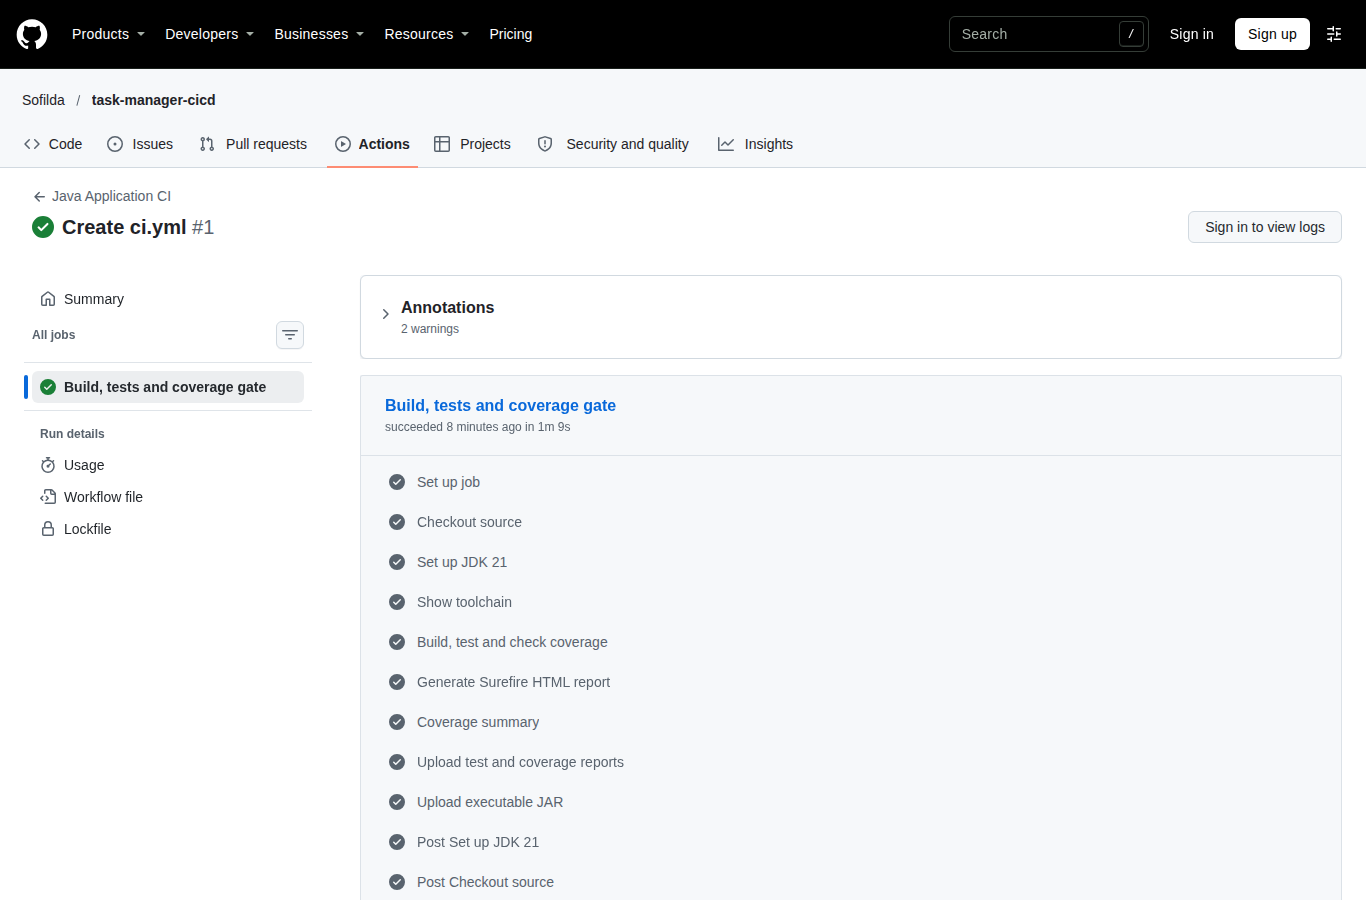 Products Developers Businesses Resources Pricing Search / Sign in Sign up
Sofilda / task-manager-cicd
Code Issues Pull requests Actions Projects Security and quality Insights
Java Application CI
Create ci.yml #1
Sign in to view logs
Summary
All jobs
Build, tests and coverage gate
Run details
Usage
Workflow file
Lockfile
Annotations
2 warnings
Build, tests and coverage gate
succeeded 8 minutes ago in 1m 9s
Set up job
Checkout source
Set up JDK 21
Show toolchain
Build, test and check coverage
Generate Surefire HTML report
Coverage summary
Upload test and coverage reports
Upload executable JAR
Post Set up JDK 21
Post Checkout source